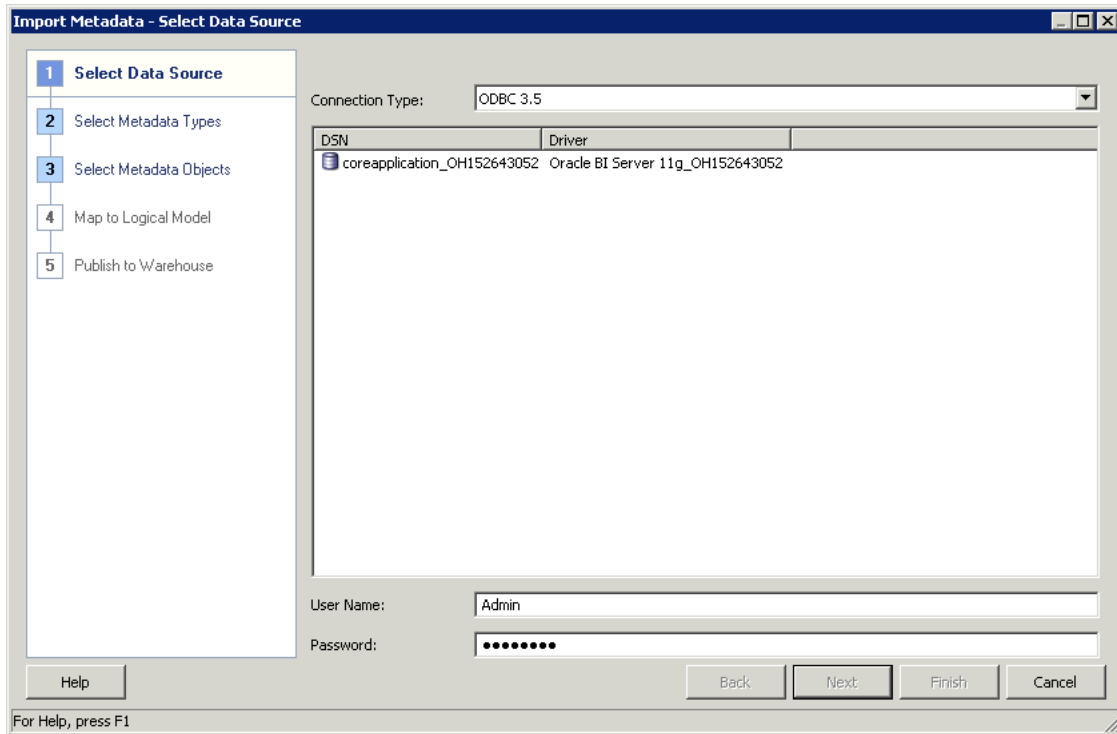 Import Metadata - Select Data Source
1 Select Data Source
2 Select Metadata Types
3 Select Metadata Objects
4 Map to Logical Model
5 Publish to Warehouse
Connection Type: ODBC 3.5
DSN Driver
coreapplication_OH152643052 Oracle BI Server 11g_OH152643052
User Name: Admin
Password: ●●●●●●●●
Help Back Next Finish Cancel
For Help, press F1